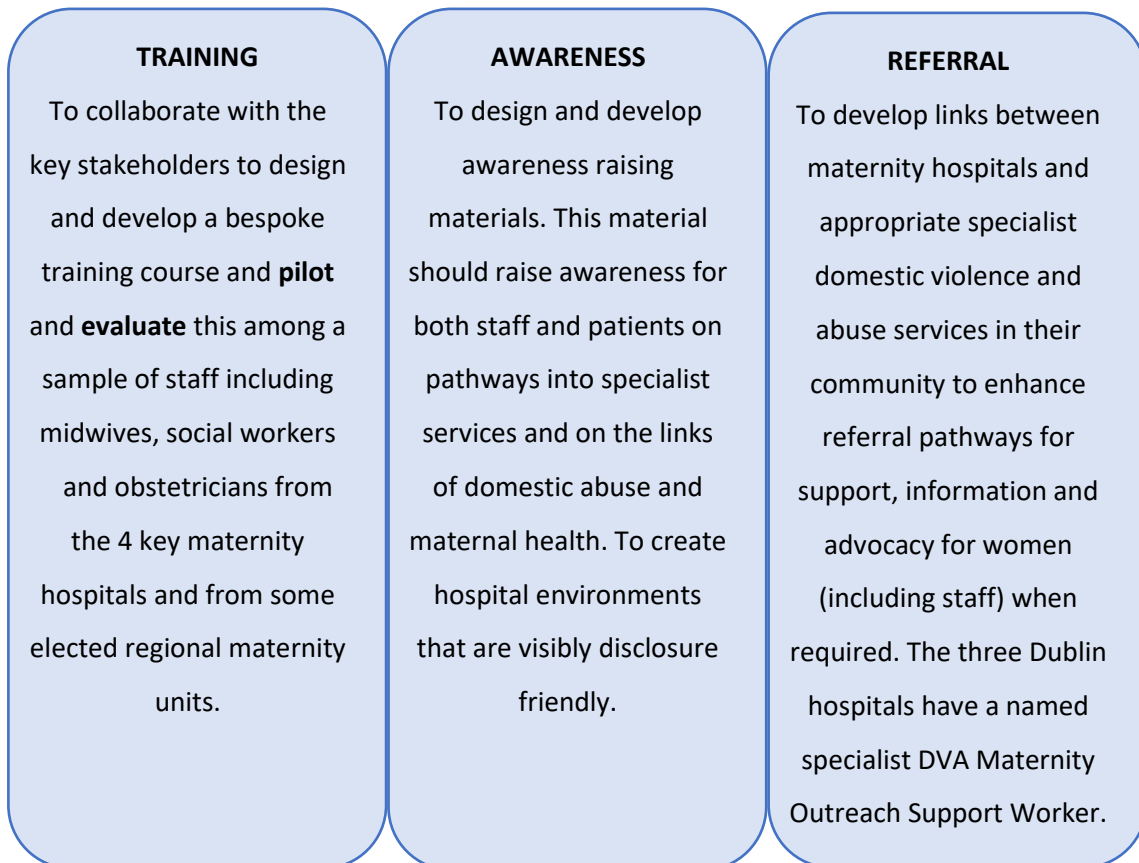 TRAINING
To collaborate with the
key stakeholders to design
and develop a bespoke
training course and pilot
and evaluate this among a
sample of staff including
midwives, social workers
and obstetricians from
the 4 key maternity
hospitals and from some
elected regional maternity
units.
AWARENESS
To design and develop
awareness raising
materials. This material
should raise awareness for
both staff and patients on
pathways into specialist
services and on the links
of domestic abuse and
maternal health. To create
hospital environments
that are visibly disclosure
friendly.
REFERRAL
To develop links between
maternity hospitals and
appropriate specialist
domestic violence and
abuse services in their
community to enhance
referral pathways for
support, information and
advocacy for women
(including staff) when
required. The three Dublin
hospitals have a named
specialist DVA Maternity
Outreach Support Worker.